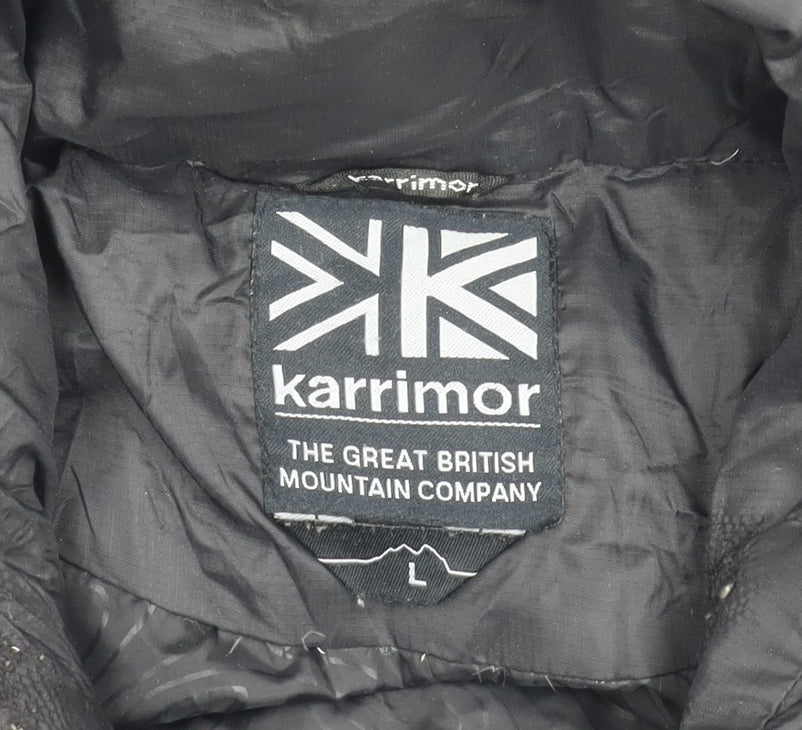 karrimor
karrimor
THE GREAT BRITISH
MOUNTAIN COMPANY
L